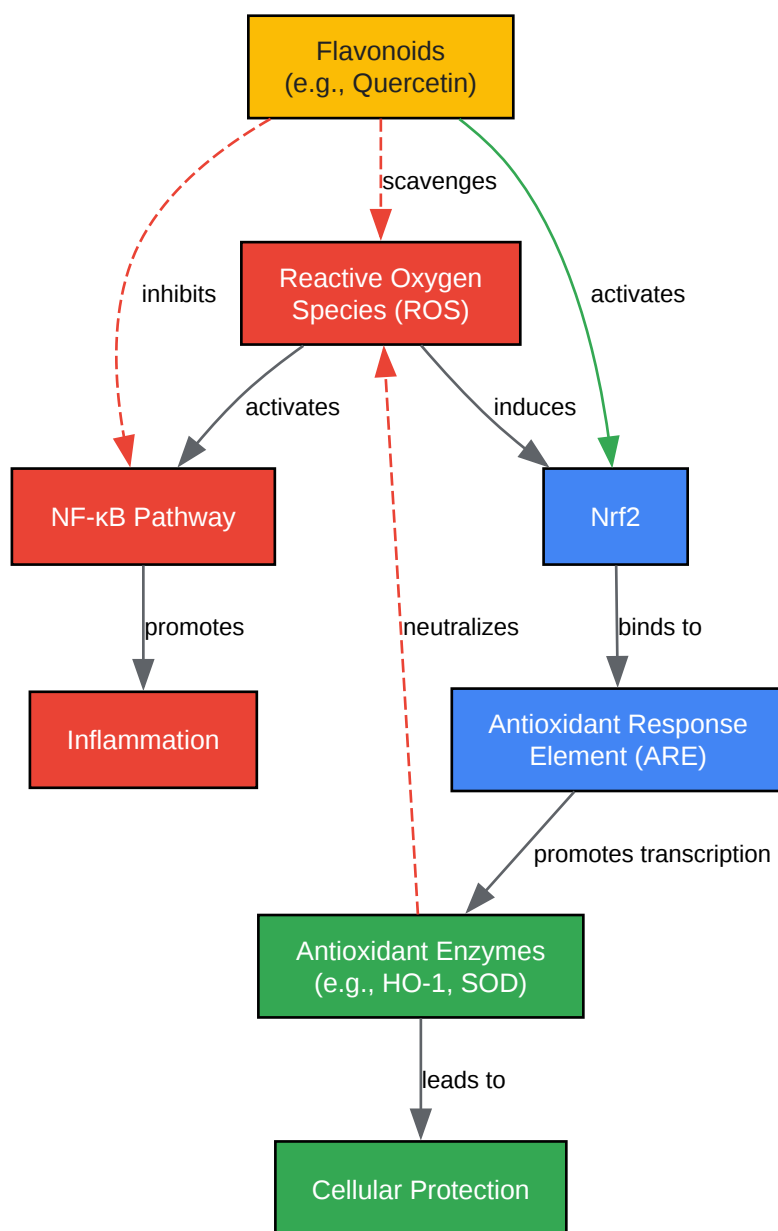 Flavonoids
(e.g., Quercetin)
scavenges
Reactive Oxygen
Species (ROS)
inhibits
activates
activates
induces
NF-κB Pathway
Nrf2
promotes
neutralizes
binds to
Inflammation
Antioxidant Response
Element (ARE)
promotes transcription
Antioxidant Enzymes
(e.g., HO-1, SOD)
leads to
Cellular Protection